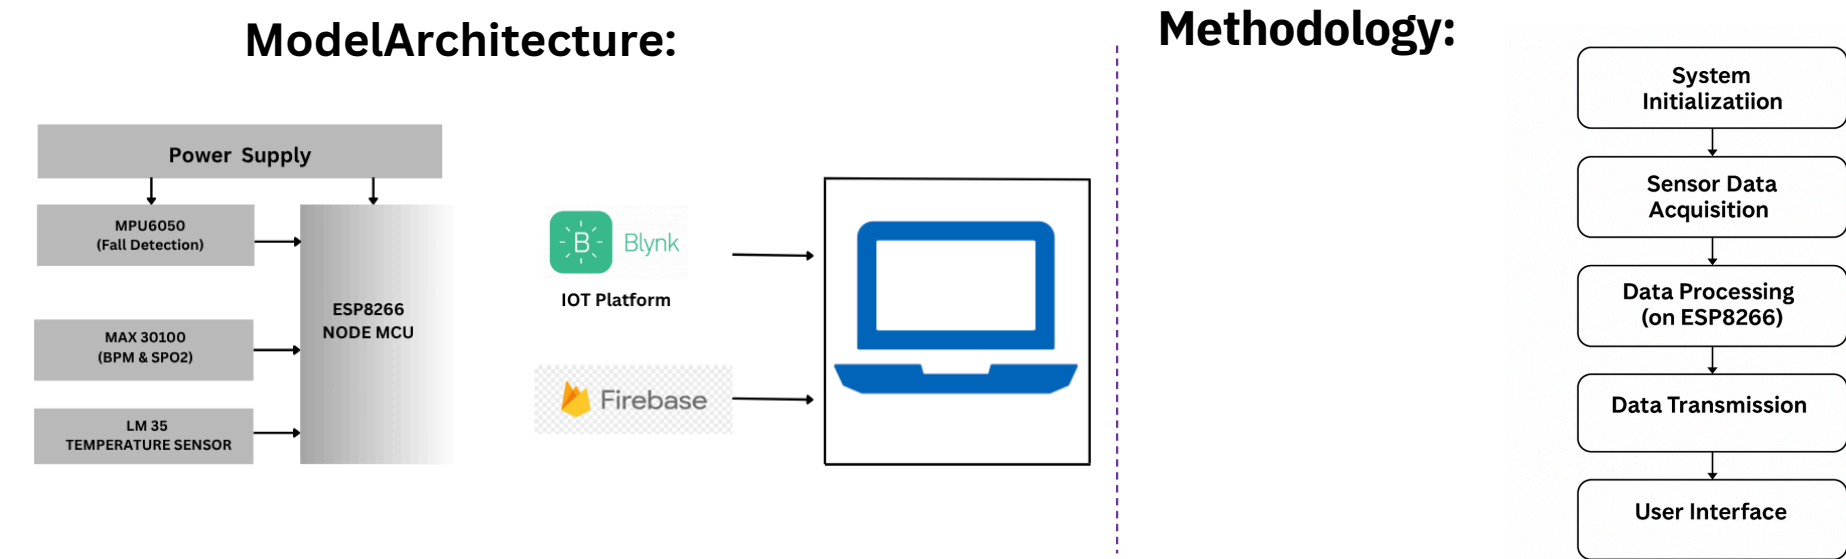 ModelArchitecture:
Power Supply
MPU6050
(Fall Detection)
MAX 30100
(BPM & SPO2)
LM 35
TEMPERATURE SENSOR
ESP8266
NODE MCU
B
Blynk
IOT Platform
Firebase
Methodology:
System
Initializatiion
Sensor Data
Acquisition
Data Processing
(on ESP8266)
Data Transmission
User Interface